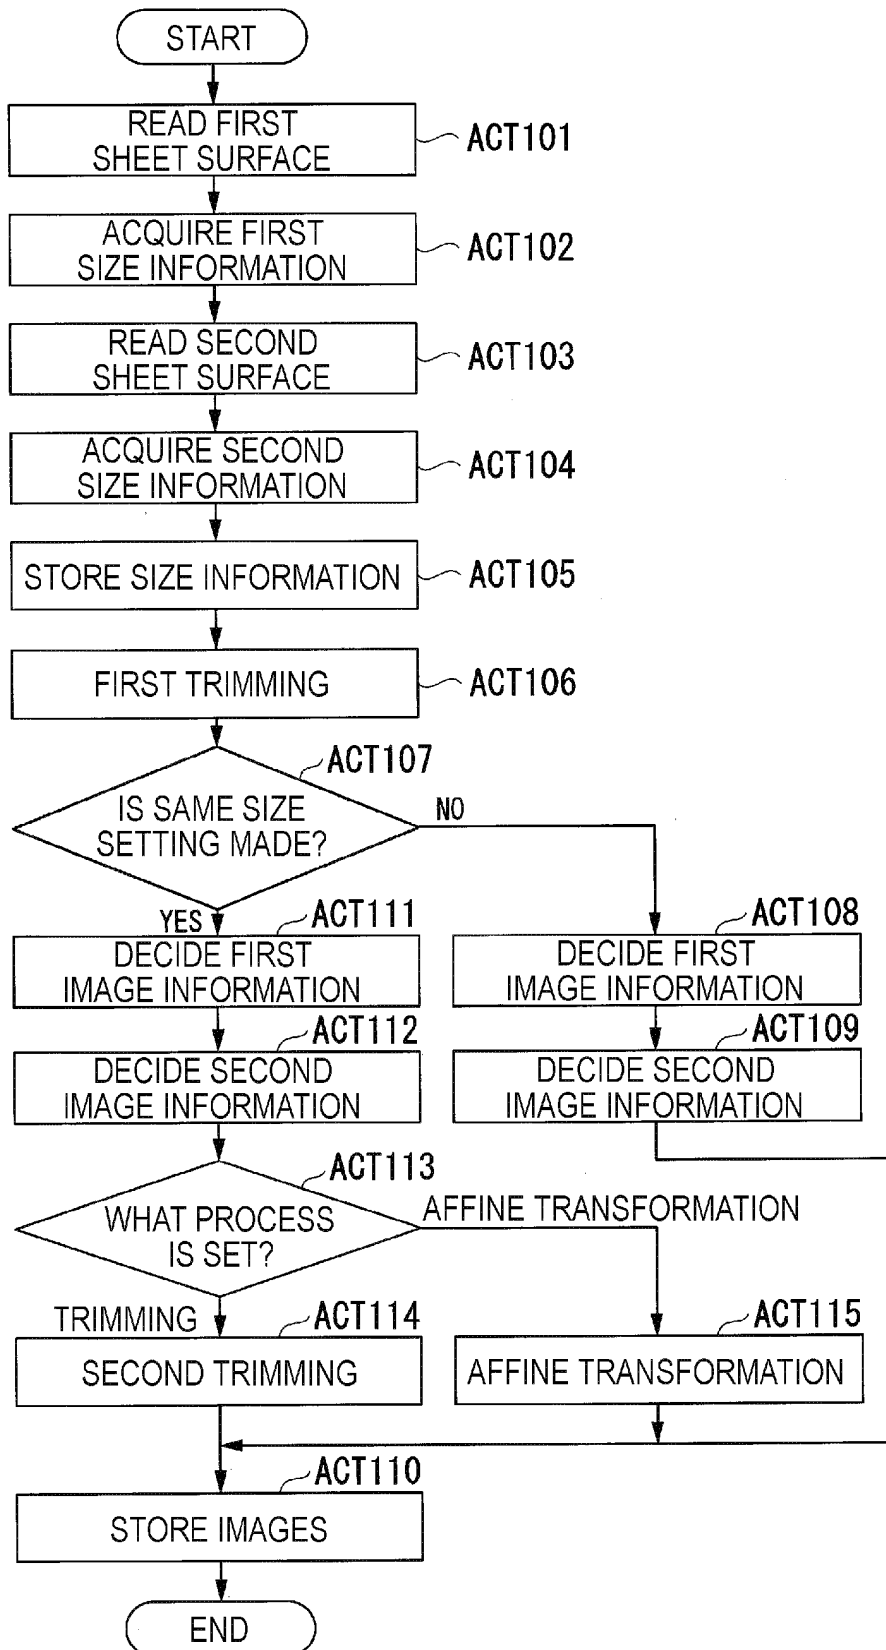 START
READ FIRST
SHEET SURFACE
ACT101
ACQUIRE FIRST
SIZE INFORMATION
ACT102
READ SECOND
SHEET SURFACE
ACT103
ACQUIRE SECOND
SIZE INFORMATION
ACT104
STORE SIZE INFORMATION
ACT105
FIRST TRIMMING
ACT106
ACT107
IS SAME SIZE
SETTING MADE?
NO
YES
ACT111
DECIDE FIRST
IMAGE INFORMATION
ACT108
DECIDE FIRST
IMAGE INFORMATION
ACT112
DECIDE SECOND
IMAGE INFORMATION
ACT109
DECIDE SECOND
IMAGE INFORMATION
ACT113
WHAT PROCESS
IS SET?
AFFINE TRANSFORMATION
TRIMMING
ACT114
SECOND TRIMMING
ACT115
AFFINE TRANSFORMATION
ACT110
STORE IMAGES
END